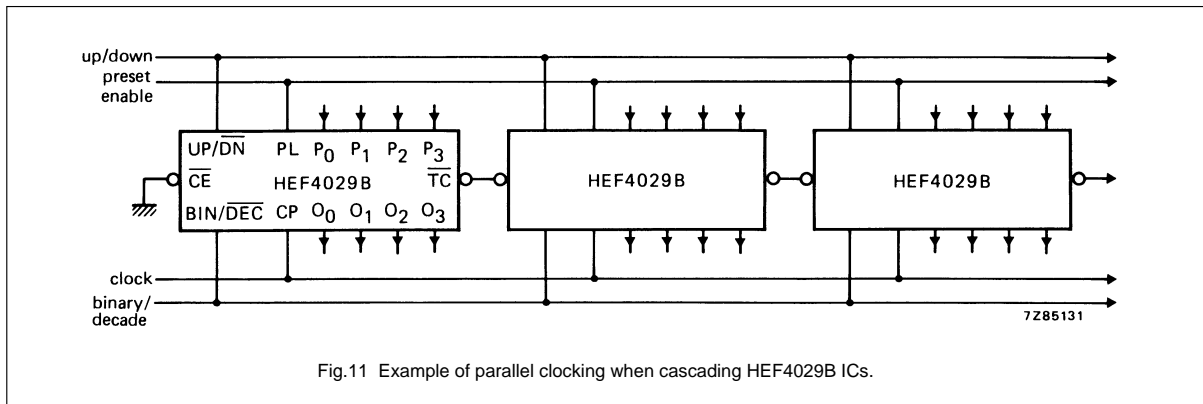 up/down
preset
enable
UP/DN PL P0 P1 P2 P3
CE HEF4029B TC
BIN/DEC CP O0 O1 O2 O3
HEF4029B
HEF4029B
clock
binary/
decade
7Z85131
Fig.11 Example of parallel clocking when cascading HEF4029B ICs.